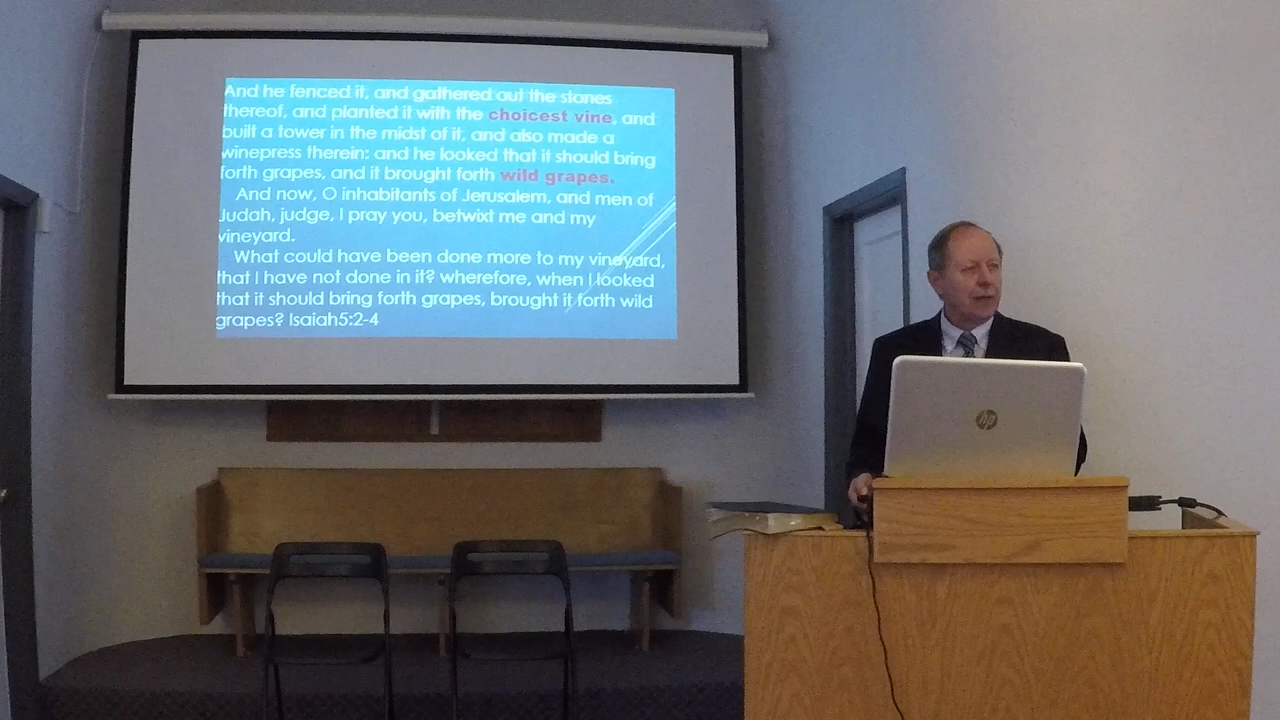 And he fenced it, and gathered out the stones
thereof, and planted it with the choicest vine, and
built a tower in the midst of it, and also made a
winepress therein: and he looked that it should bring
forth grapes, and it brought forth wild grapes.
And now, O inhabitants of Jerusalem, and men of
Judah, judge, I pray you, betwixt me and my
vineyard.
What could have been done more to my vineyard,
that I have not done in it? wherefore, when I looked
that it should bring forth grapes, brought it forth wild
grapes? Isaiah5:2-4
hp